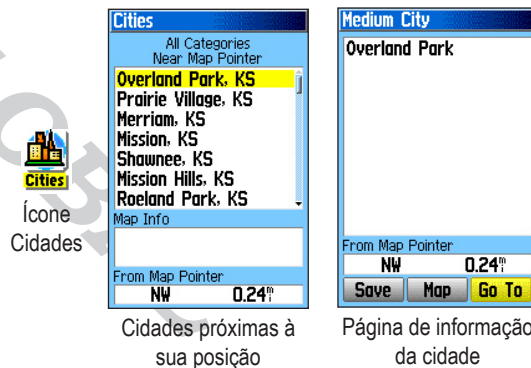 Cities
Ícone
Cidades
Cities
All Categories
Near Map Pointer
Overland Park, KS
Prairie Village, KS
Merriam, KS
Mission, KS
Shawnee, KS
Mission Hills, KS
Roeland Park, KS
Map Info
From Map Pointer
NW 0.24m
Cidades próximas à
sua posição
Medium City
Overland Park
From Map Pointer
NW 0.24m
Save Map Go To
Página de informação
da cidade